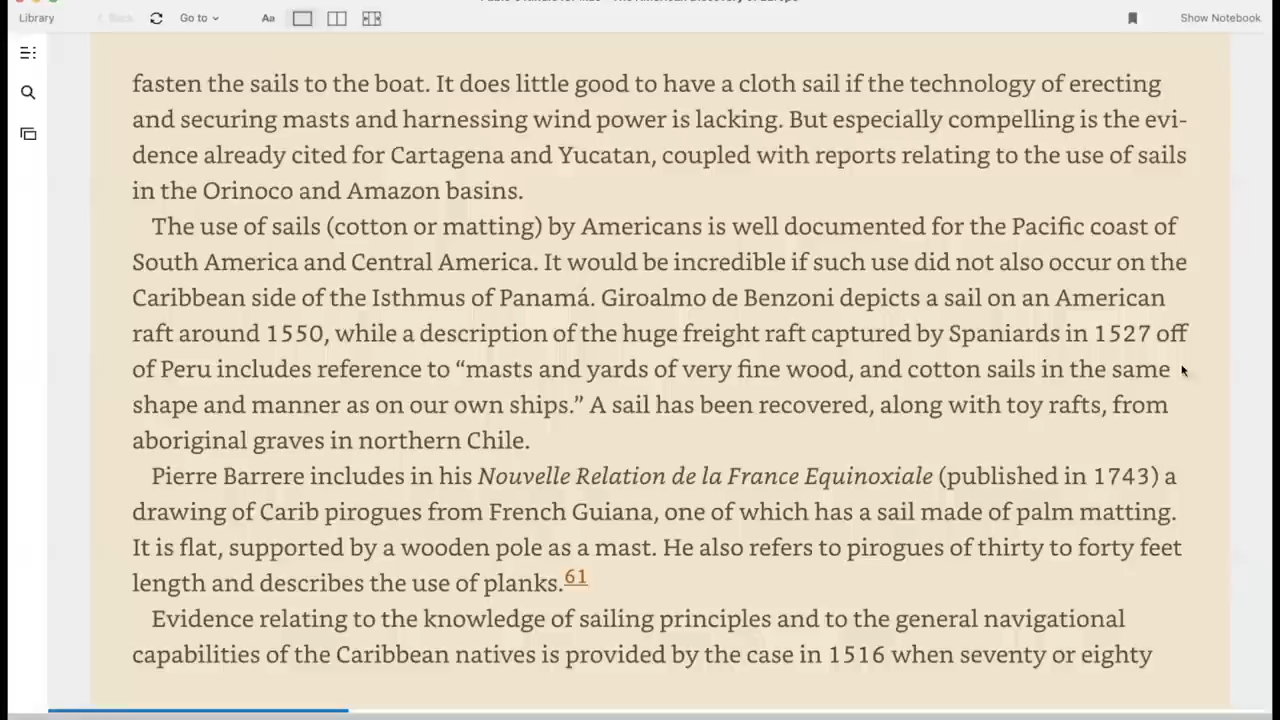 Library
Back
Go to
Aa
Show Notebook
fasten the sails to the boat. It does little good to have a cloth sail if the technology of erecting
and securing masts and harnessing wind power is lacking. But especially compelling is the evi-
dence already cited for Cartagena and Yucatan, coupled with reports relating to the use of sails
in the Orinoco and Amazon basins.
The use of sails (cotton or matting) by Americans is well documented for the Pacific coast of
South America and Central America. It would be incredible if such use did not also occur on the
Caribbean side of the Isthmus of Panamá. Giroalmo de Benzoni depicts a sail on an American
raft around 1550, while a description of the huge freight raft captured by Spaniards in 1527 off
of Peru includes reference to “masts and yards of very fine wood, and cotton sails in the same
shape and manner as on our own ships.” A sail has been recovered, along with toy rafts, from
aboriginal graves in northern Chile.
Pierre Barrere includes in his Nouvelle Relation de la France Equinoxiale (published in 1743) a
drawing of Carib pirogues from French Guiana, one of which has a sail made of palm matting.
It is flat, supported by a wooden pole as a mast. He also refers to pirogues of thirty to forty feet
length and describes the use of planks.61
Evidence relating to the knowledge of sailing principles and to the general navigational
capabilities of the Caribbean natives is provided by the case in 1516 when seventy or eighty